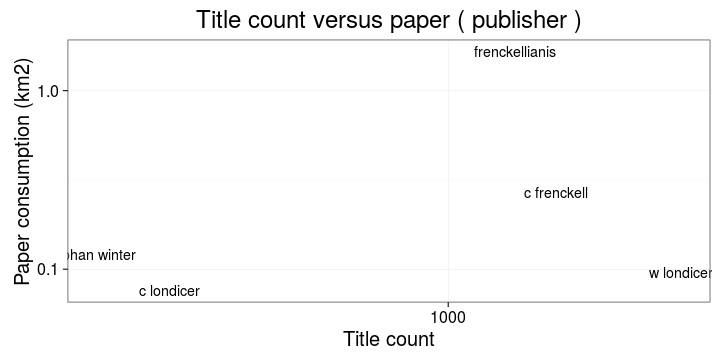 Title count versus paper ( publisher )
Paper consumption (km2)
1.0
0.1
frenckellianis
c frenckell
winter
w londicer
c londicer
1000
Title count